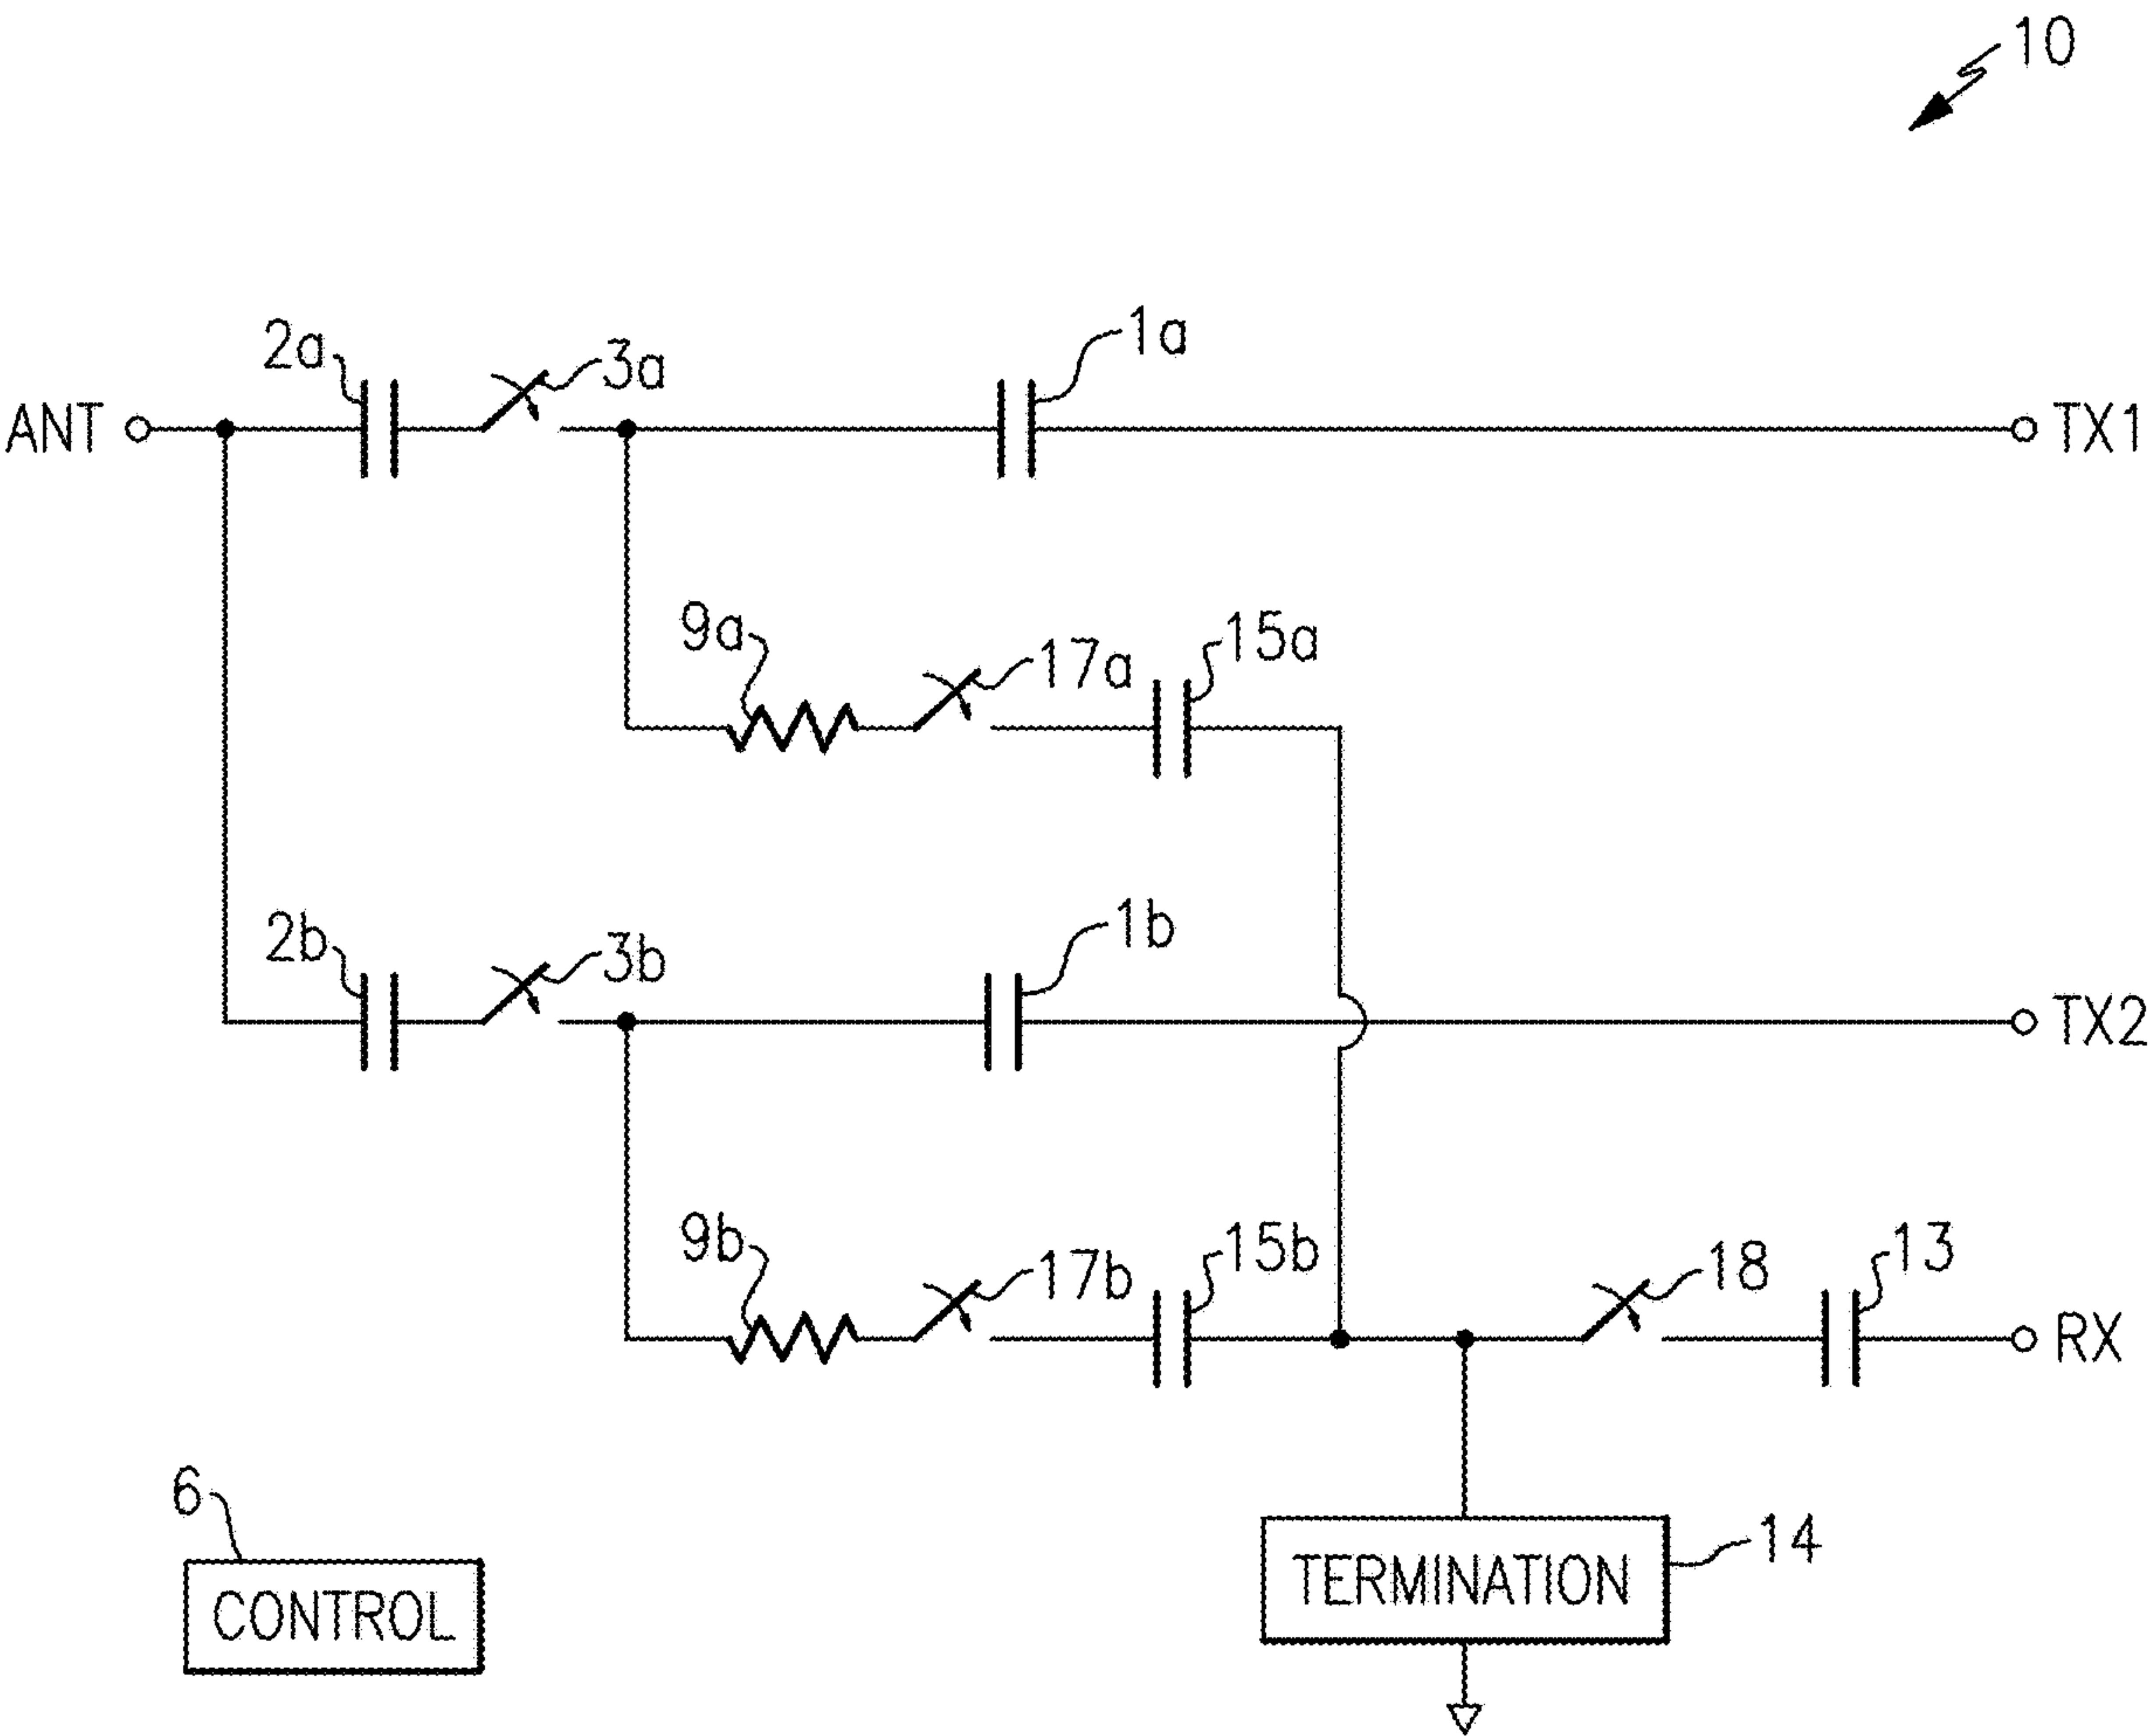 10
1a
2a
3a
ANT
TX1
9a
17a
15a
2b
3b
1b
TX2
9b
17b
15b
18
13
RX
6
CONTROL
TERMINATION
14